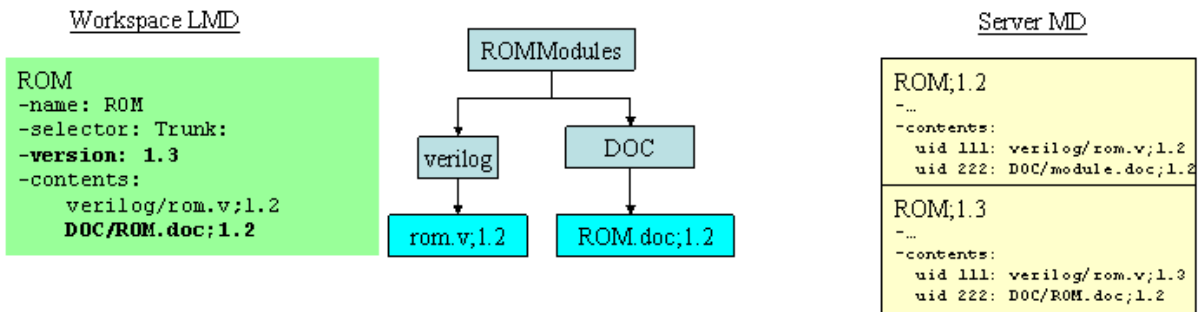 Workspace LMD
ROM
-name: ROM
-selector: Trunk:
-version: 1.3
-contents:
verilog/rom.v;1.2
DOC/ROM.doc;1.2
ROMModules
verilog
DOC
rom.v;1.2
ROM.doc;1.2
Server MD
ROM;1.2
-…
-contents:
uid 111: verilog/rom.v;1.2
uid 222: DOC/module.doc;1.2
ROM;1.3
-…
-contents:
uid 111: verilog/rom.v;1.3
uid 222: DOC/ROM.doc;1.2